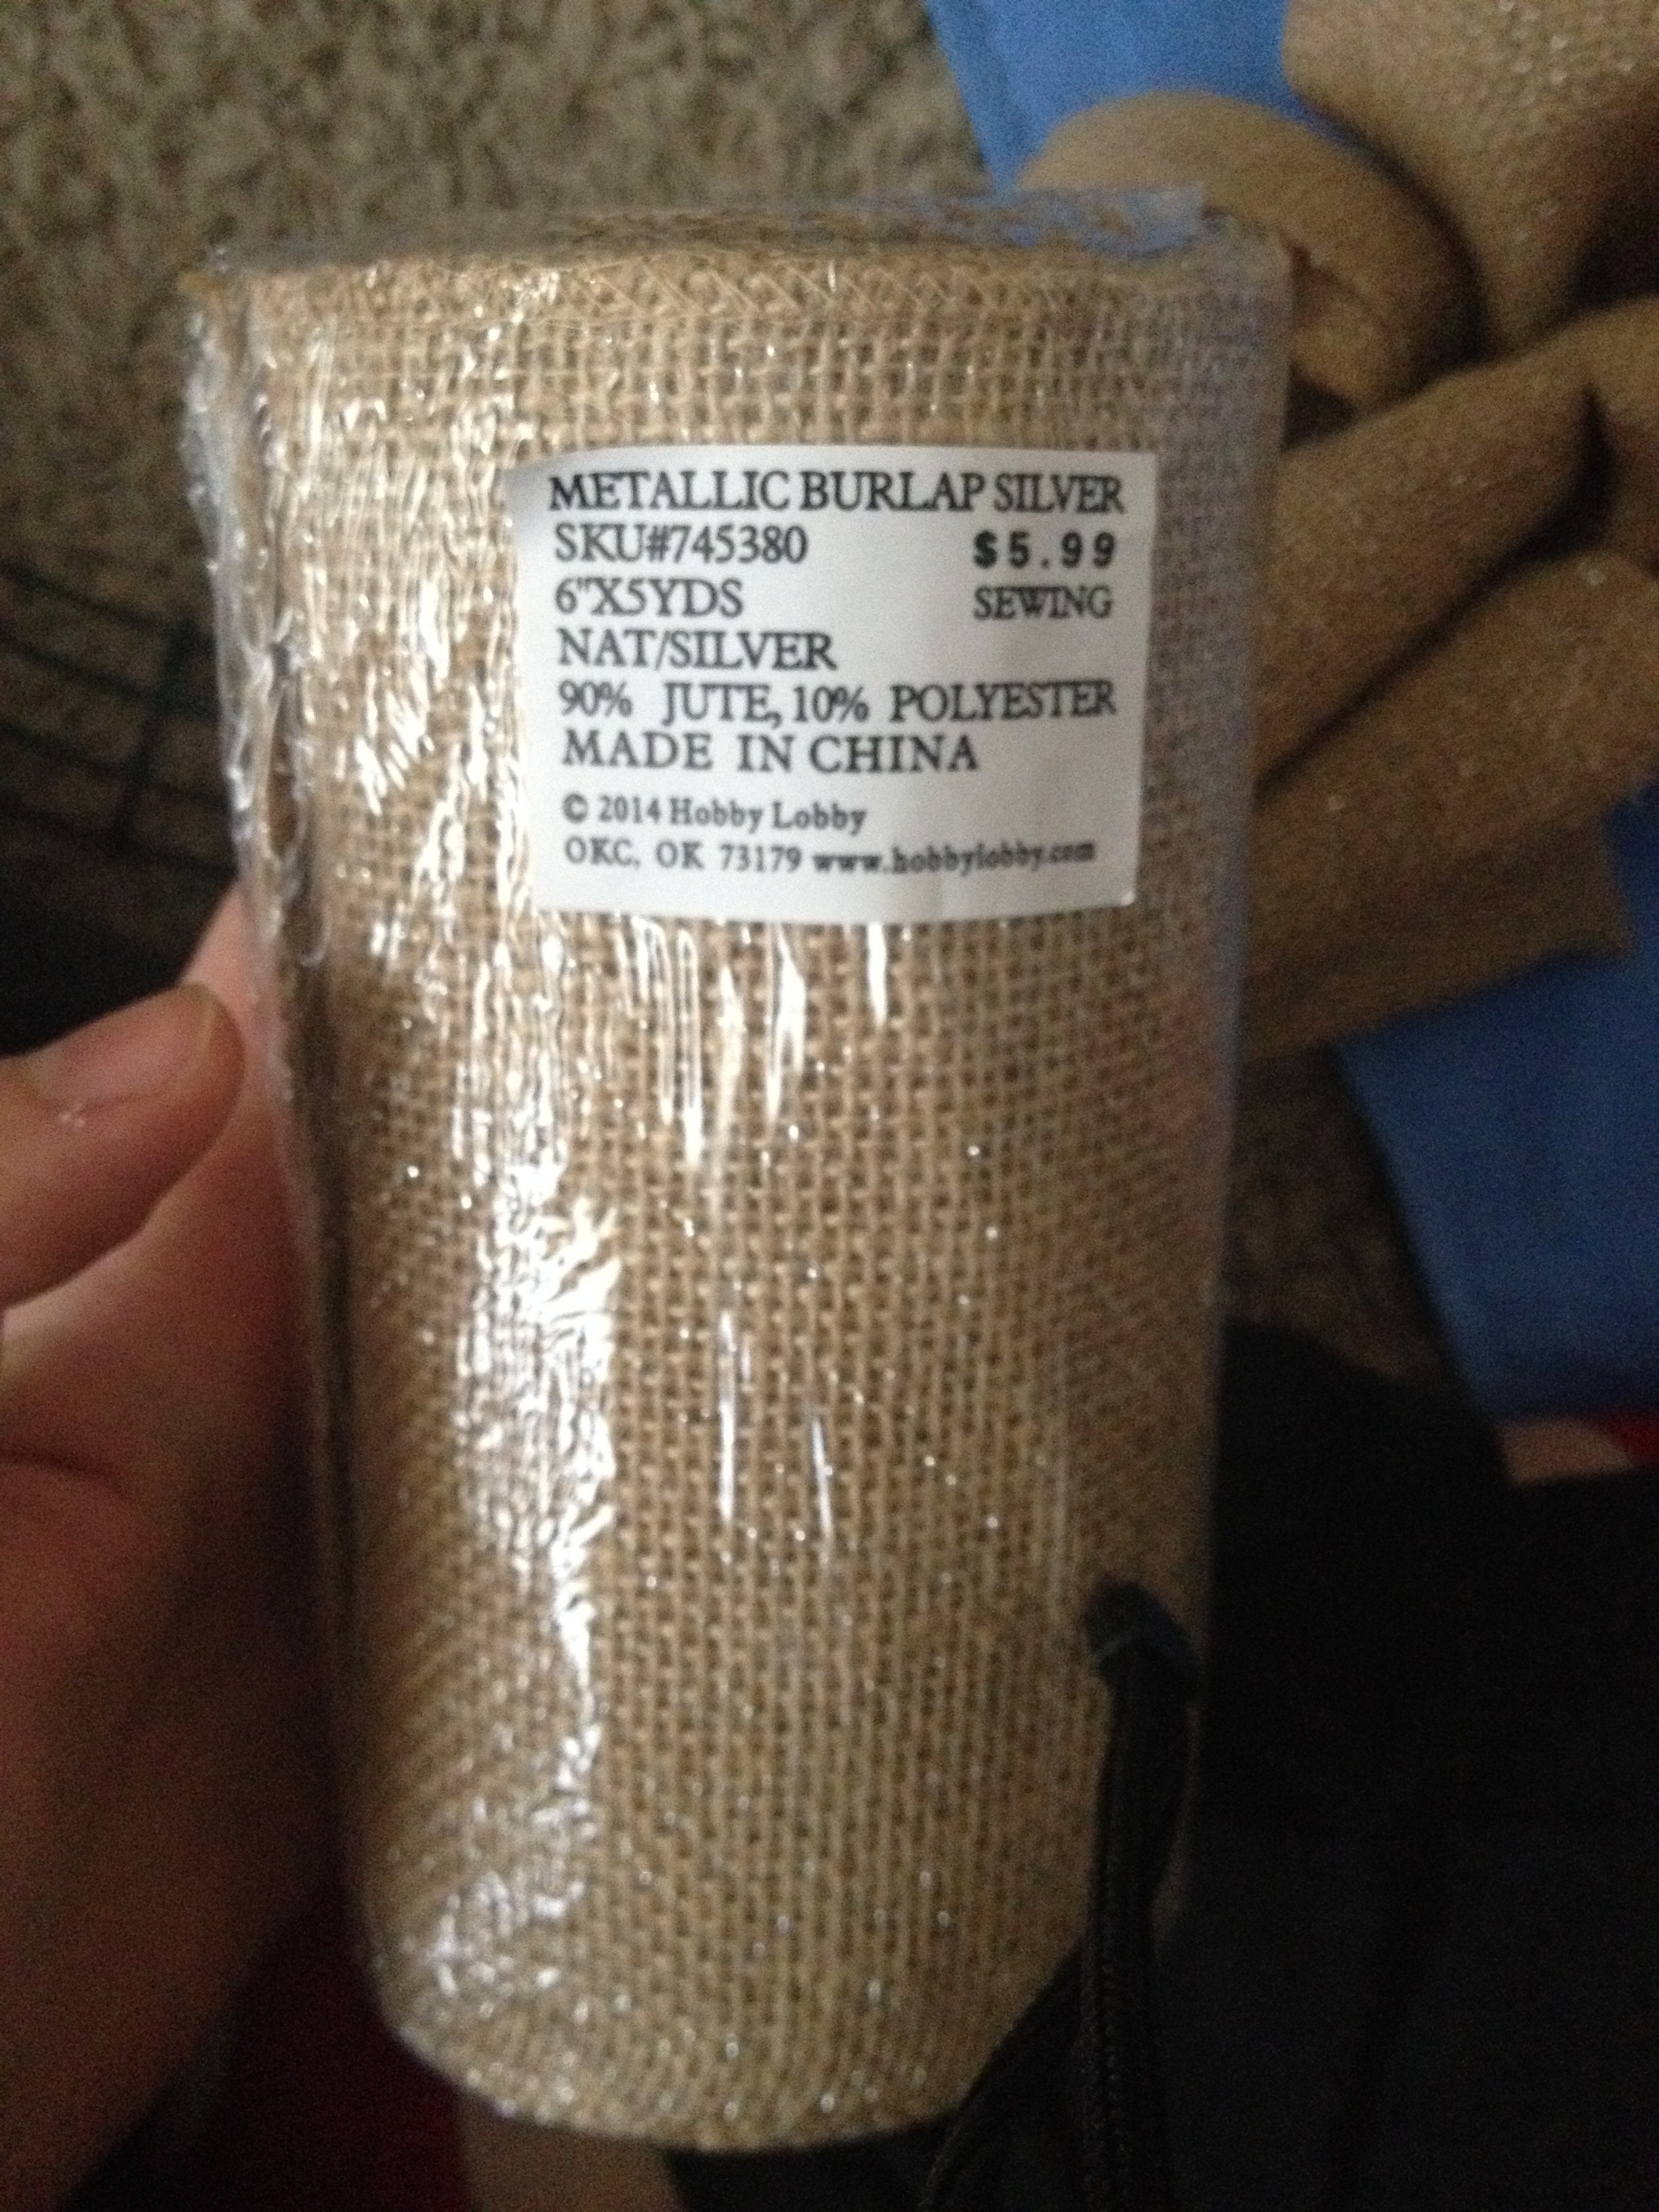 METALLIC BURLAP SILVER
SKU#745380 $5.99
6"X5YDS SEWING
NAT/SILVER
90% JUTE, 10% POLYESTER
MADE IN CHINA
© 2014 Hobby Lobby
OKC, OK 73179 www.hobbylobby.com